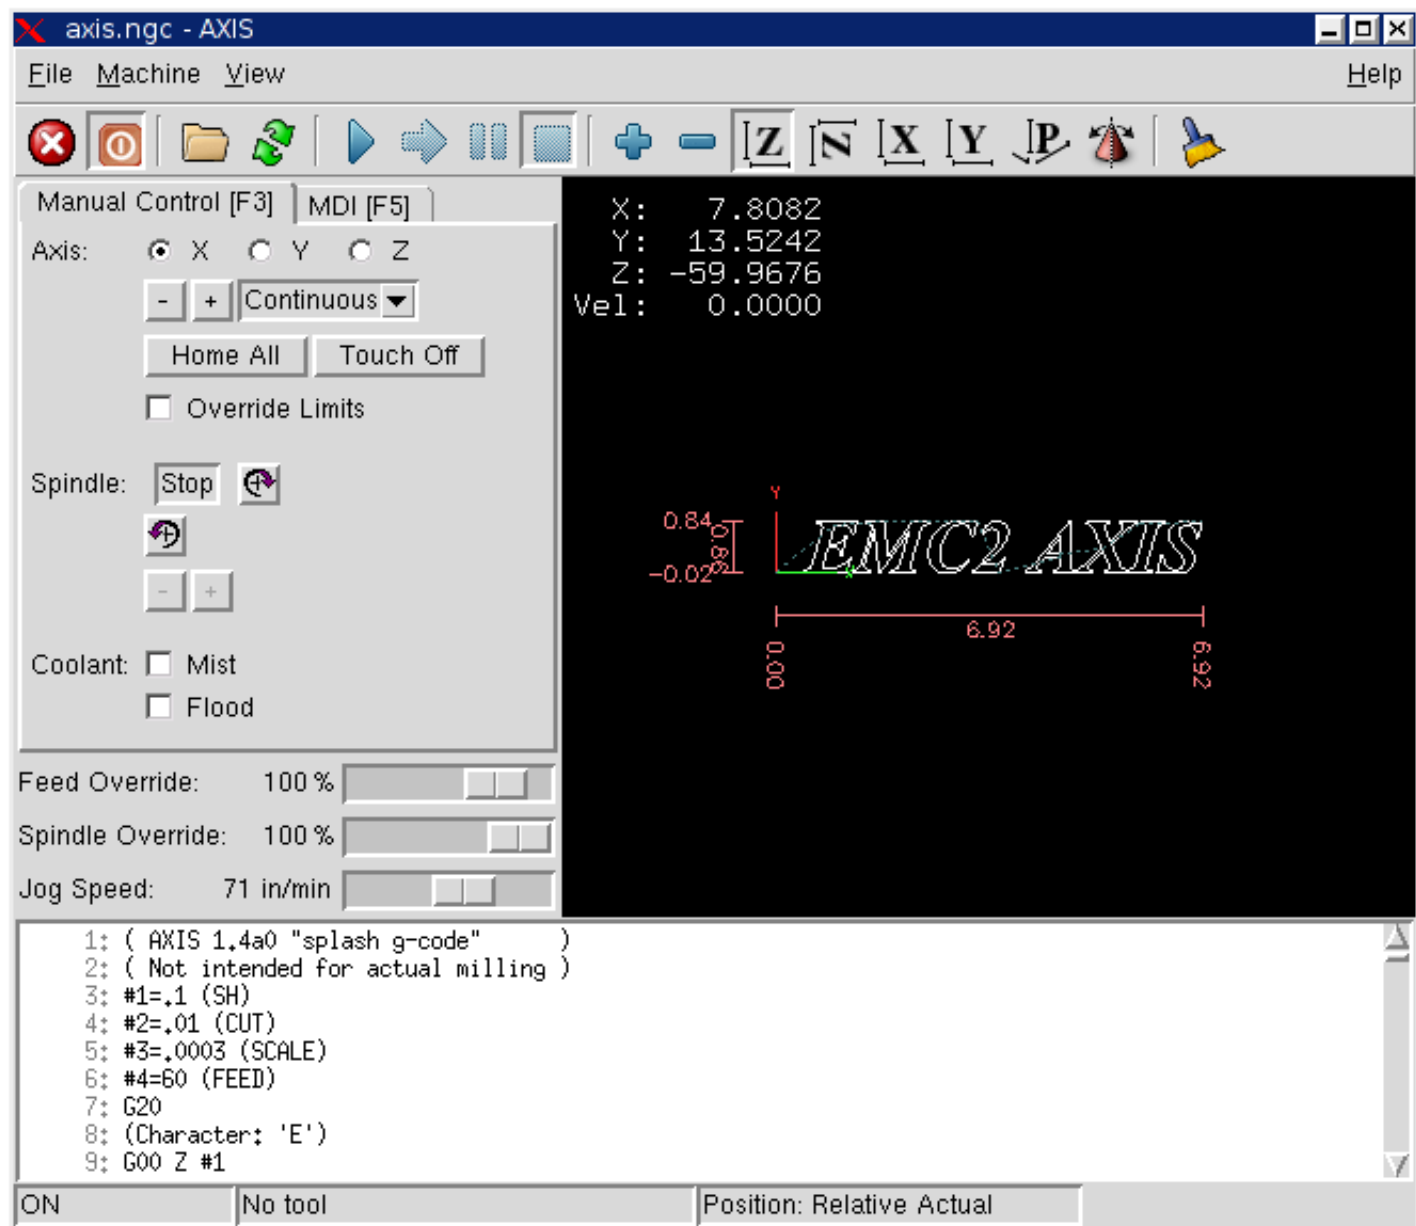 axis.ngc - AXIS
File Machine View Help
Z N X Y P
Manual Control [F3] MDI [F5]
Axis: X Y Z
- + Continuous
Home All Touch Off
Override Limits
Spindle: Stop
- +
Coolant: Mist
Flood
Feed Override: 100 %
Spindle Override: 100 %
Jog Speed: 71 in/min
X: 7.8082
Y: 13.5242
Z: -59.9676
Vel: 0.0000
Y
0.84
0.86
-0.02
X
EMC2 AXIS
6.92
0.00
6.92
1: ( AXIS 1.4a0 "splash g-code" )
2: ( Not intended for actual milling )
3: #1=.1 (SH)
4: #2=.01 (CUT)
5: #3=.0003 (SCALE)
6: #4=60 (FEED)
7: G20
8: (Character: 'E')
9: G00 Z #1
ON No tool Position: Relative Actual